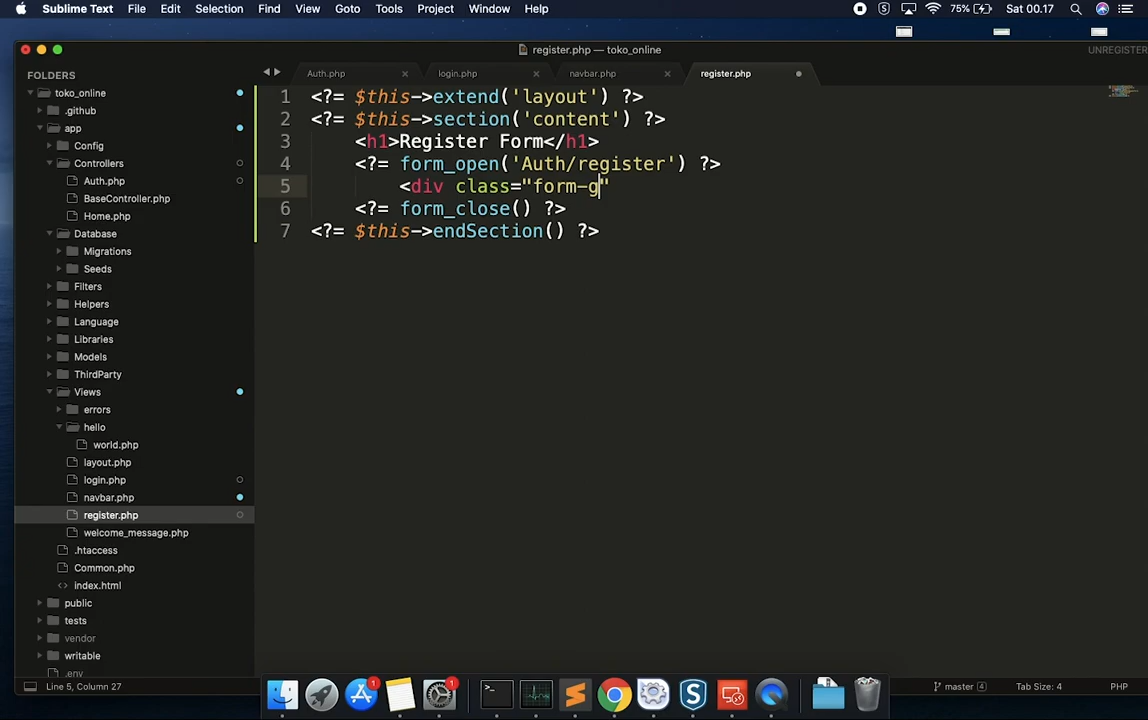 Sublime Text File Edit Selection Find View Goto Tools Project Window Help 75% Sat 00.17
register.php — toko_online UNREGISTER
FOLDERS
toko_online
.github
app
Config
Controllers
Auth.php
BaseController.php
Home.php
Database
Migrations
Seeds
Filters
Helpers
Language
Libraries
Models
ThirdParty
Views
errors
hello
world.php
layout.php
login.php
navbar.php
register.php
welcome_message.php
.htaccess
Common.php
index.html
public
tests
vendor
writable
.env
Auth.php login.php navbar.php register.php
1 <?= $this->extend('layout') ?>
2 <?= $this->section('content') ?>
3 <h1>Register Form</h1>
4 <?= form_open('Auth/register') ?>
5 <div class="form-g"
6 <?= form_close() ?>
7 <?= $this->endSection() ?>
Line 5, Column 27 master 4 Tab Size: 4 PHP
1 1